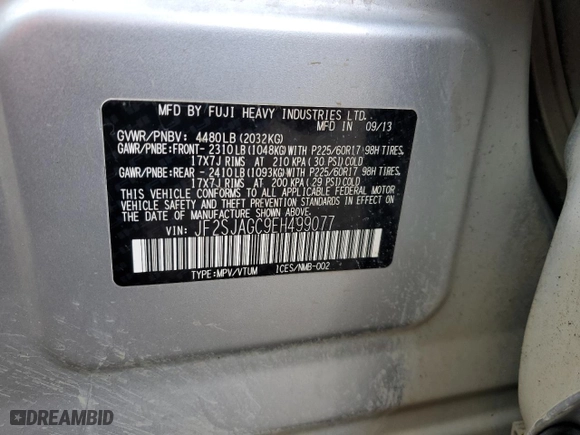 MFD BY FUJI HEAVY INDUSTRIES LTD.
MFD IN 09/13
GVWR/PNBV: 4480LB(2032KG)
GAWR/PNBE:FRONT- 2310LB(1048KG)WITH P225/60R17 98H TIRES,
17X7J RIMS AT 210 KPA(30 PSI)COLD
GAWR/PNBE:REAR - 2410LB(1093KG)WITH P225/60R17 98H TIRES,
17X7J RIMS AT 200 KPA(29 PSI)COLD
THIS VEHICLE CONFORMS TO ALL APPLICABLE FEDERAL MOTOR
VEHICLE SAFETY, BUMPER, AND THEFT PREVENTION STANDARDS
IN EFFECT ON THE DATE OF MANUFACTURE SHOWN ABOVE.
VIN: JF2SJAGC9EH499077
TYPE:MPV/VTUM ICES/NMB-002
DREAMBID